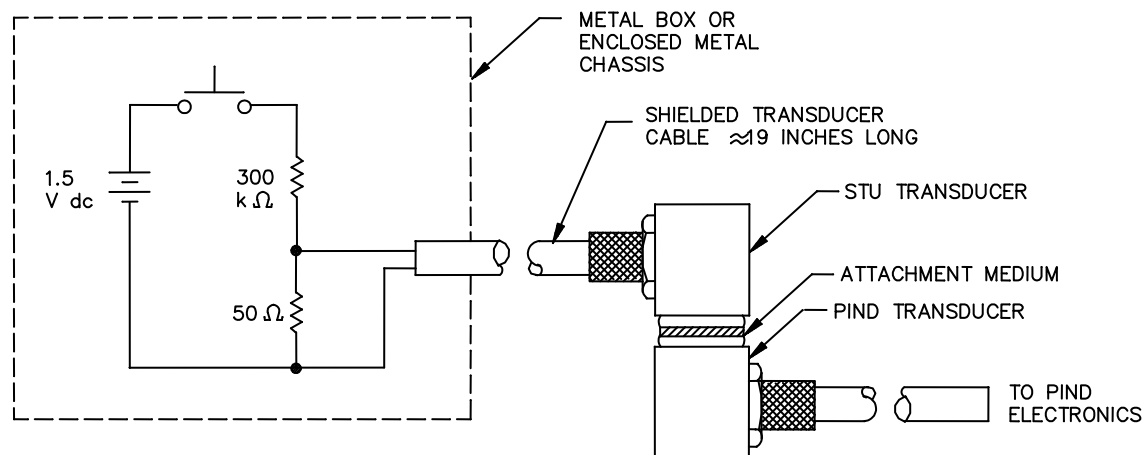 METAL BOX OR
ENCLOSED METAL
CHASSIS
SHIELDED TRANSDUCER
CABLE ≈19 INCHES LONG
1.5
V dc
300
k Ω
STU TRANSDUCER
ATTACHMENT MEDIUM
50 Ω
PIND TRANSDUCER
TO PIND
ELECTRONICS